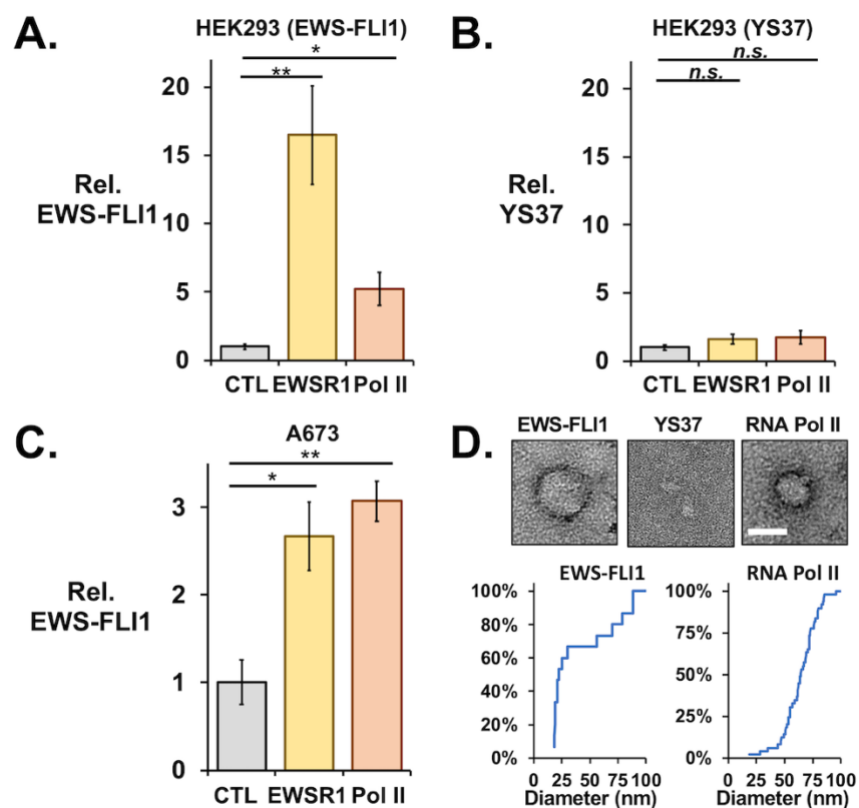 A.
HEK293 (EWS-FLI1)
*
**
20
15
10
5
0
Rel.
EWS-FLI1
CTL EWSR1 Pol II
B.
HEK293 (YS37)
n.s.
n.s.
20
15
10
5
0
Rel.
YS37
CTL EWSR1 Pol II
C.
A673
**
*
3
2
1
0
Rel.
EWS-FLI1
CTL EWSR1 Pol II
D.
EWS-FLI1 YS37 RNA Pol II
EWS-FLI1
100%
80%
60%
40%
20%
0%
0 25 50 75 100
Diameter (nm)
RNA Pol II
100%
75%
50%
25%
0%
0 25 50 75 100
Diameter (nm)